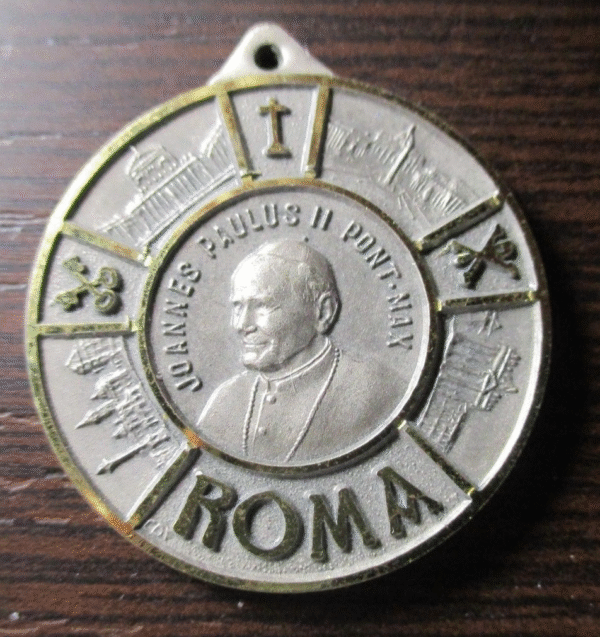 JOANNES PAULUS II PONT·MAX
ROMA